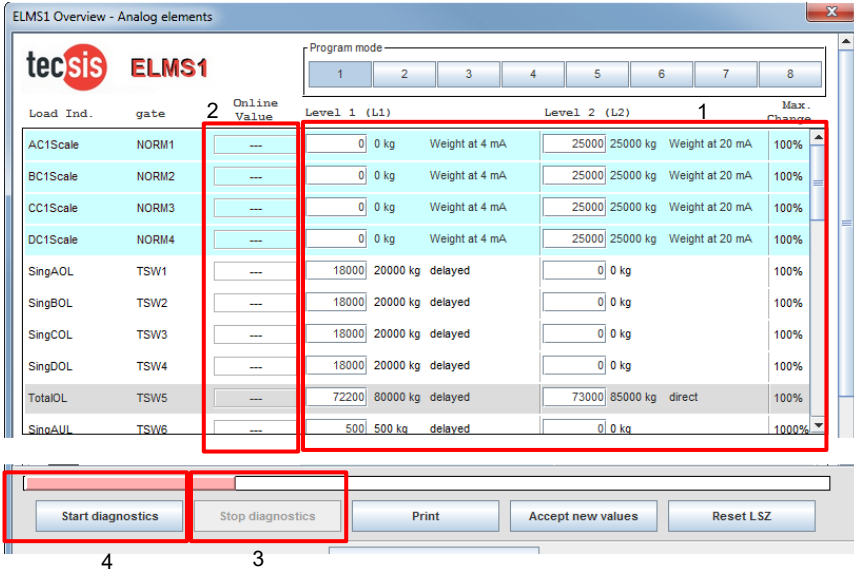 ELMS1 Overview - Analog elements
tecsis ELMS1
Program mode
1 2 3 4 5 6 7 8
Load Ind. gate 2 Online Value Level 1 (L1) Level 2 (L2) 1 Max. Change
AC1Scale NORM1 --- 0 0 kg Weight at 4 mA 25000 25000 kg Weight at 20 mA 100%
BC1Scale NORM2 --- 0 0 kg Weight at 4 mA 25000 25000 kg Weight at 20 mA 100%
CC1Scale NORM3 --- 0 0 kg Weight at 4 mA 25000 25000 kg Weight at 20 mA 100%
DC1Scale NORM4 --- 0 0 kg Weight at 4 mA 25000 25000 kg Weight at 20 mA 100%
SingAOL TSW1 --- 18000 20000 kg delayed 0 0 kg 100%
SingBOL TSW2 --- 18000 20000 kg delayed 0 0 kg 100%
SingCOL TSW3 --- 18000 20000 kg delayed 0 0 kg 100%
SingDOL TSW4 --- 18000 20000 kg delayed 0 0 kg 100%
TotalOL TSW5 --- 72200 80000 kg delayed 73000 85000 kg direct 100%
SingAUL TSW6 --- 500 500 kg delayed 0 0 kg 1000%
Start diagnostics Stop diagnostics Print Accept new values Reset LSZ
4 3